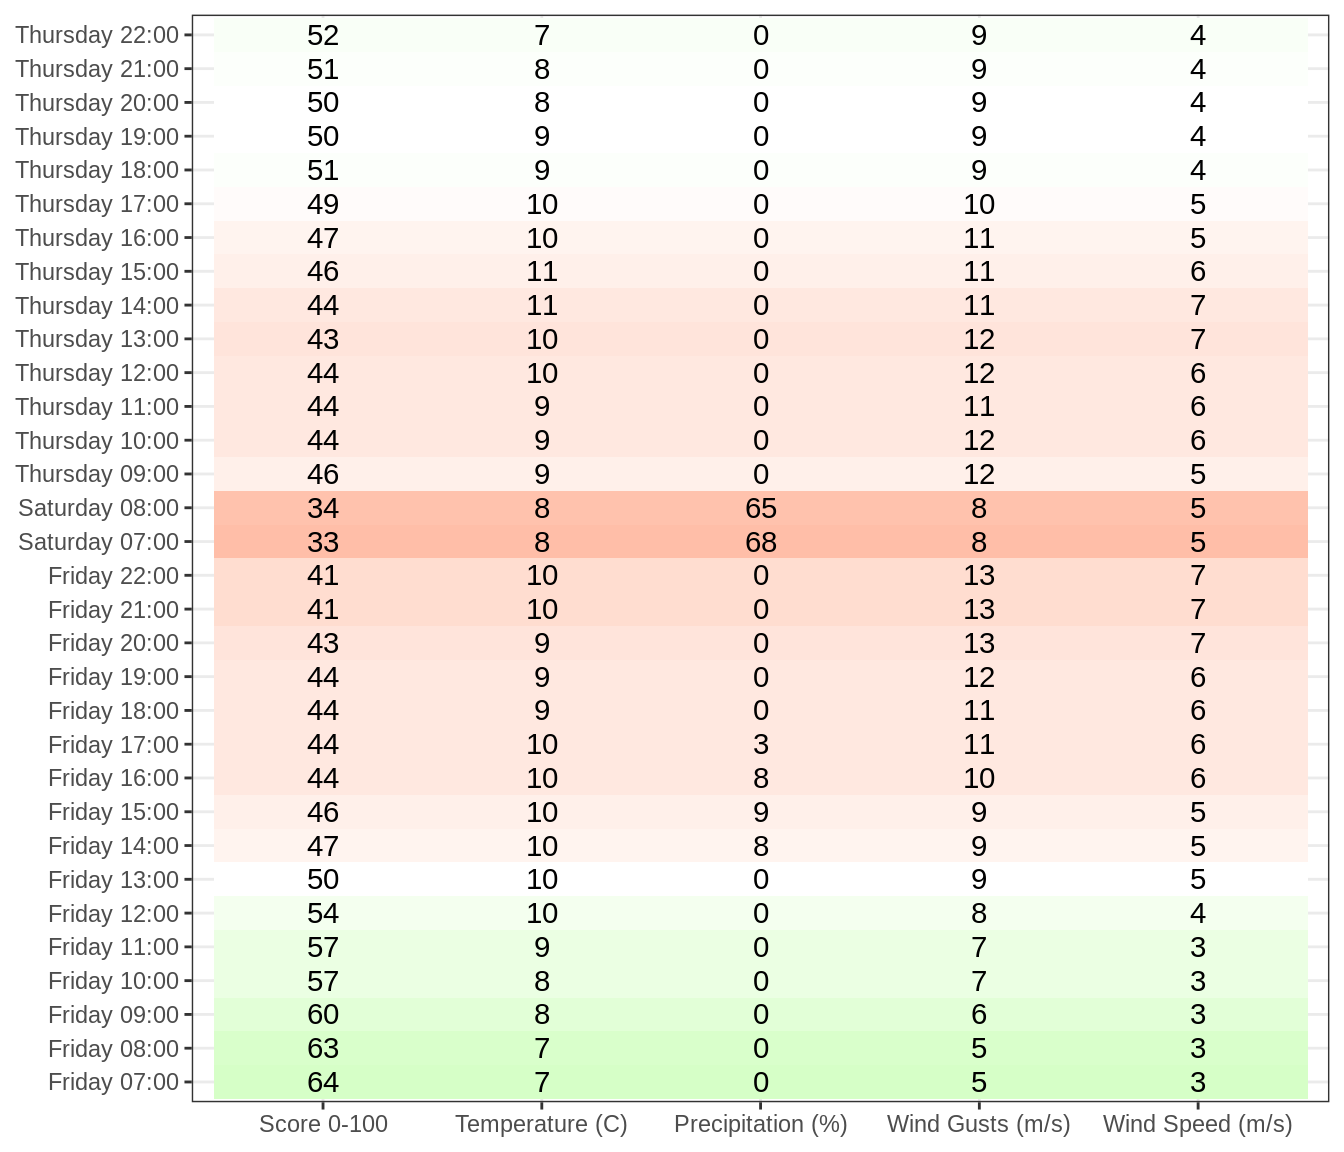 Thursday 22:00 52 7 0 9 4
Thursday 21:00 51 8 0 9 4
Thursday 20:00 50 8 0 9 4
Thursday 19:00 50 9 0 9 4
Thursday 18:00 51 9 0 9 4
Thursday 17:00 49 10 0 10 5
Thursday 16:00 47 10 0 11 5
Thursday 15:00 46 11 0 11 6
Thursday 14:00 44 11 0 11 7
Thursday 13:00 43 10 0 12 7
Thursday 12:00 44 10 0 12 6
Thursday 11:00 44 9 0 11 6
Thursday 10:00 44 9 0 12 6
Thursday 09:00 46 9 0 12 5
Saturday 08:00 34 8 65 8 5
Saturday 07:00 33 8 68 8 5
Friday 22:00 41 10 0 13 7
Friday 21:00 41 10 0 13 7
Friday 20:00 43 9 0 13 7
Friday 19:00 44 9 0 12 6
Friday 18:00 44 9 0 11 6
Friday 17:00 44 10 3 11 6
Friday 16:00 44 10 8 10 6
Friday 15:00 46 10 9 9 5
Friday 14:00 47 10 8 9 5
Friday 13:00 50 10 0 9 5
Friday 12:00 54 10 0 8 4
Friday 11:00 57 9 0 7 3
Friday 10:00 57 8 0 7 3
Friday 09:00 60 8 0 6 3
Friday 08:00 63 7 0 5 3
Friday 07:00 64 7 0 5 3
Score 0-100 Temperature (C) Precipitation (%) Wind Gusts (m/s) Wind Speed (m/s)